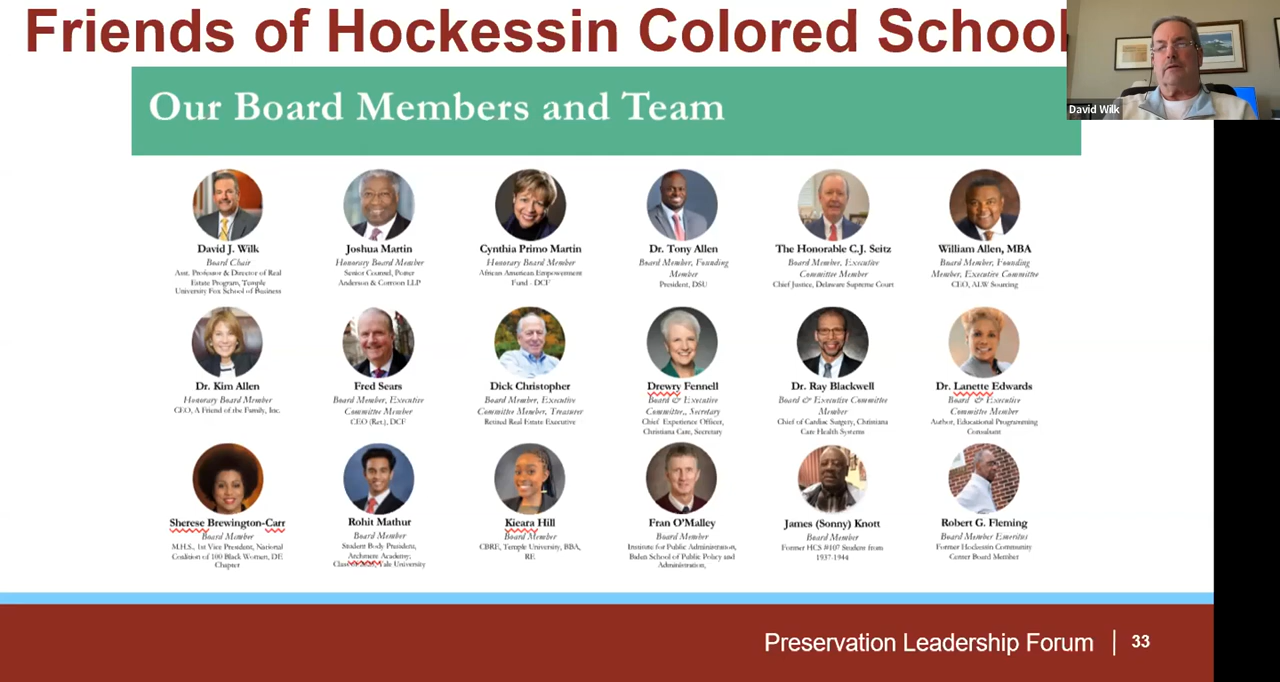 Friends of Hockessin Colored School
David Wilk
Our Board Members and Team
David J. Wilk
Board Chair
Asst. Professor & Director of Real
Estate Program, Temple
University Fox School of Business
Joshua Martin
Honorary Board Member
Senior Counsel, Potter
Anderson & Corroon LLP
Cynthia Primo Martin
Honorary Board Member
African American Empowerment
Fund - DCF
Dr. Tony Allen
Board Member, Founding
Member
President, DSU
The Honorable C.J. Seitz
Board Member, Executive
Committee Member
Chief Justice, Delaware Supreme Court
William Allen, MBA
Board Member, Founding
Member, Executive Committee
CEO, ALW Sourcing
Dr. Kim Allen
Honorary Board Member
CEO, A Friend of the Family, Inc.
Fred Sears
Board Member, Executive
Committee Member
CEO (Ret.), DCF
Dick Christopher
Board Member, Executive
Committee Member, Treasurer
Retired Real Estate Executive
Drewry Fennell
Board & Executive
Committee., Secretary
Chief Experience Officer,
Christiana Care, Secretary
Dr. Ray Blackwell
Board & Executive Committee
Member
Chief of Cardiac Surgery, Christiana
Care Health Systems
Dr. Lanette Edwards
Board & Executive
Committee Member
Author, Educational Programming
Consultant
Sherese Brewington-Carr
Board Member
M.H.S., 1st Vice President, National
Coalition of 100 Black Women, DE
Chapter
Rohit Mathur
Board Member
Student Body President,
Archmere Academy;
Yale University
Kieara Hill
Board Member
CBRE, Temple University, BBA,
RE
Fran O'Malley
Board Member
Institute for Public Administration,
Biden School of Public Policy and
Administration,
James (Sonny) Knott
Board Member
Former HCS #107 Student from
1937-1944
Robert G. Fleming
Board Member Emeritus
Former Hockessin Community
Center Board Member
Preservation Leadership Forum | 33